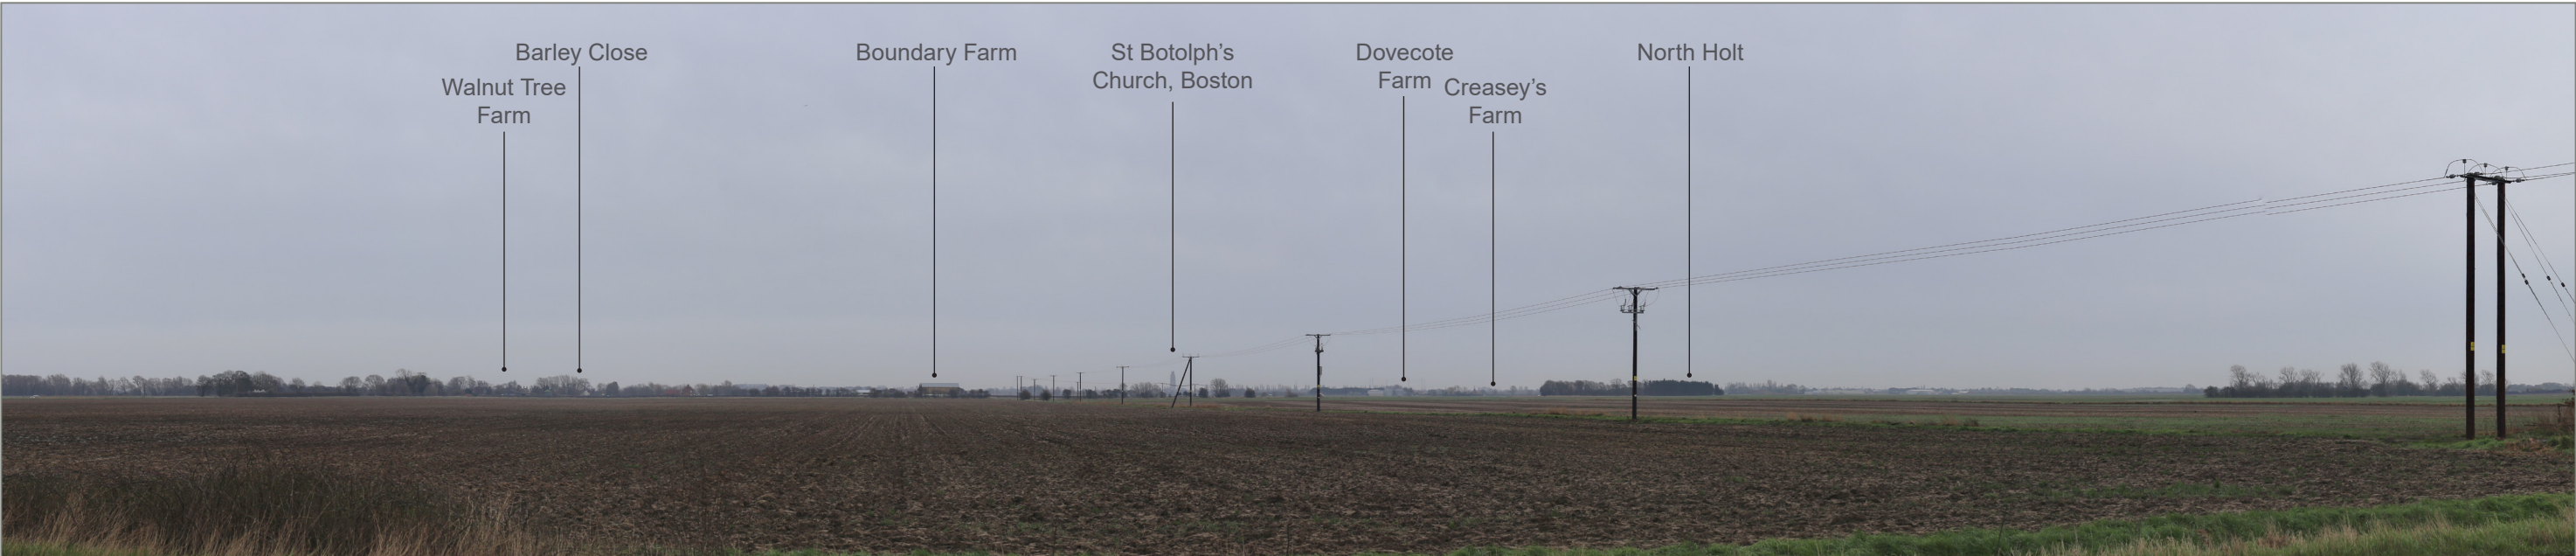 Barley Close
Walnut Tree
Farm
Boundary Farm
St Botolph’s
Church, Boston
Dovecote
Farm
Creasey’s
Farm
North Holt